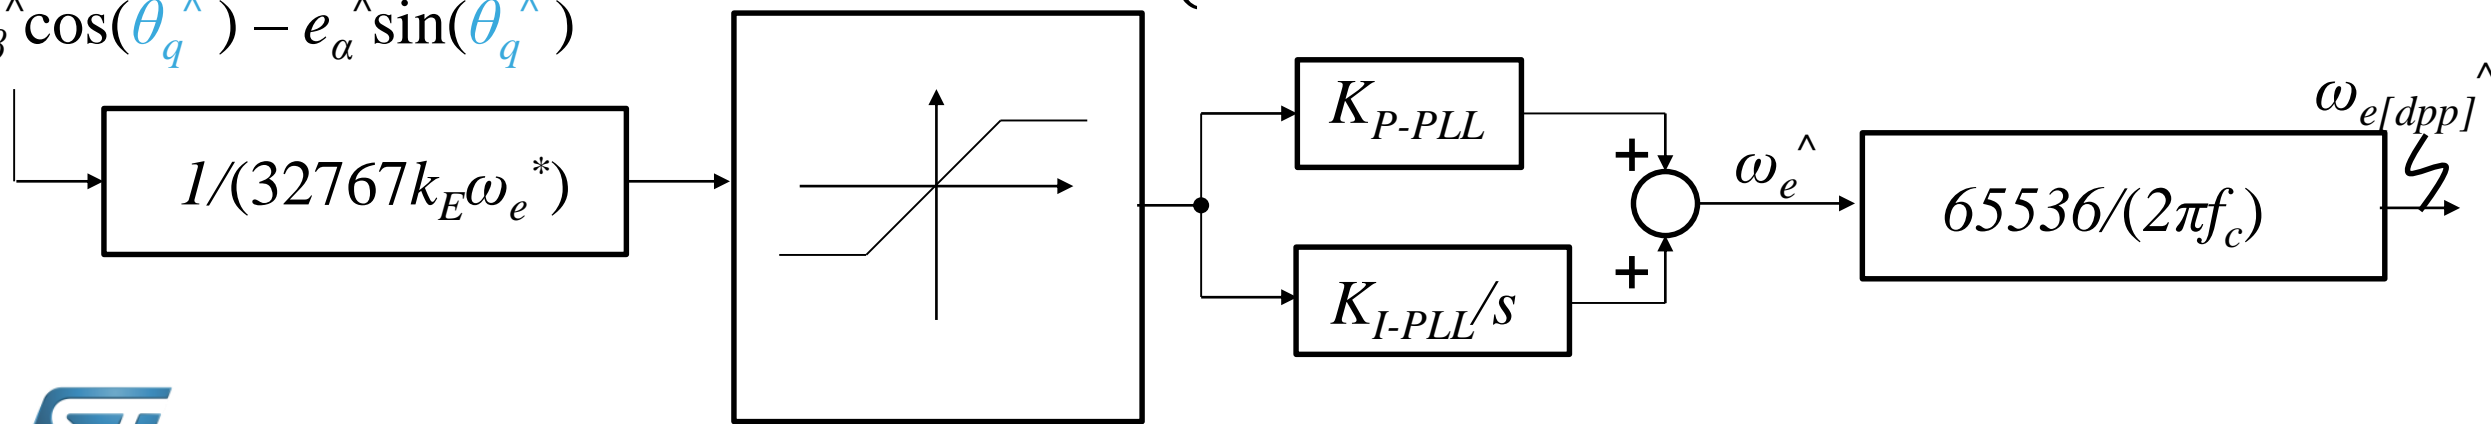 ^cos(θq^) – eα^sin(θq^)
1/(32767kEωe*)
KP-PLL
+
KI-PLL/s
+
ωe^
65536/(2πfc)
ωe[dpp]^